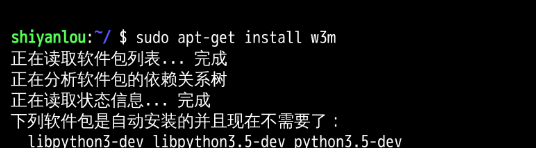 shiyanlou:~/ $ sudo apt-get install w3m
正在读取软件包列表... 完成
正在分析软件包的依赖关系树
正在读取状态信息... 完成
下列软件包是自动安装的并且现在不需要了：
libpython3-dev libpython3.5-dev python3.5-dev